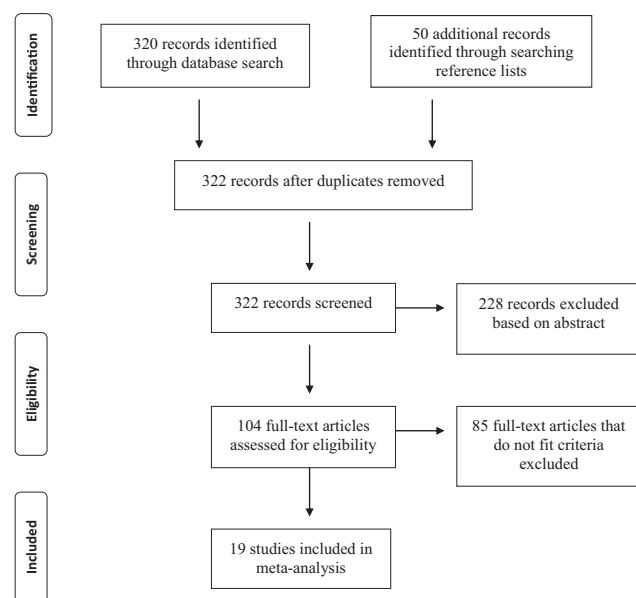 Identification
320 records identified
through database search
50 additional records
identified through searching
reference lists
322 records after duplicates removed
Screening
322 records screened
228 records excluded
based on abstract
Eligibility
104 full-text articles
assessed for eligibility
85 full-text articles that
do not fit criteria
excluded
Included
19 studies included in
meta-analysis